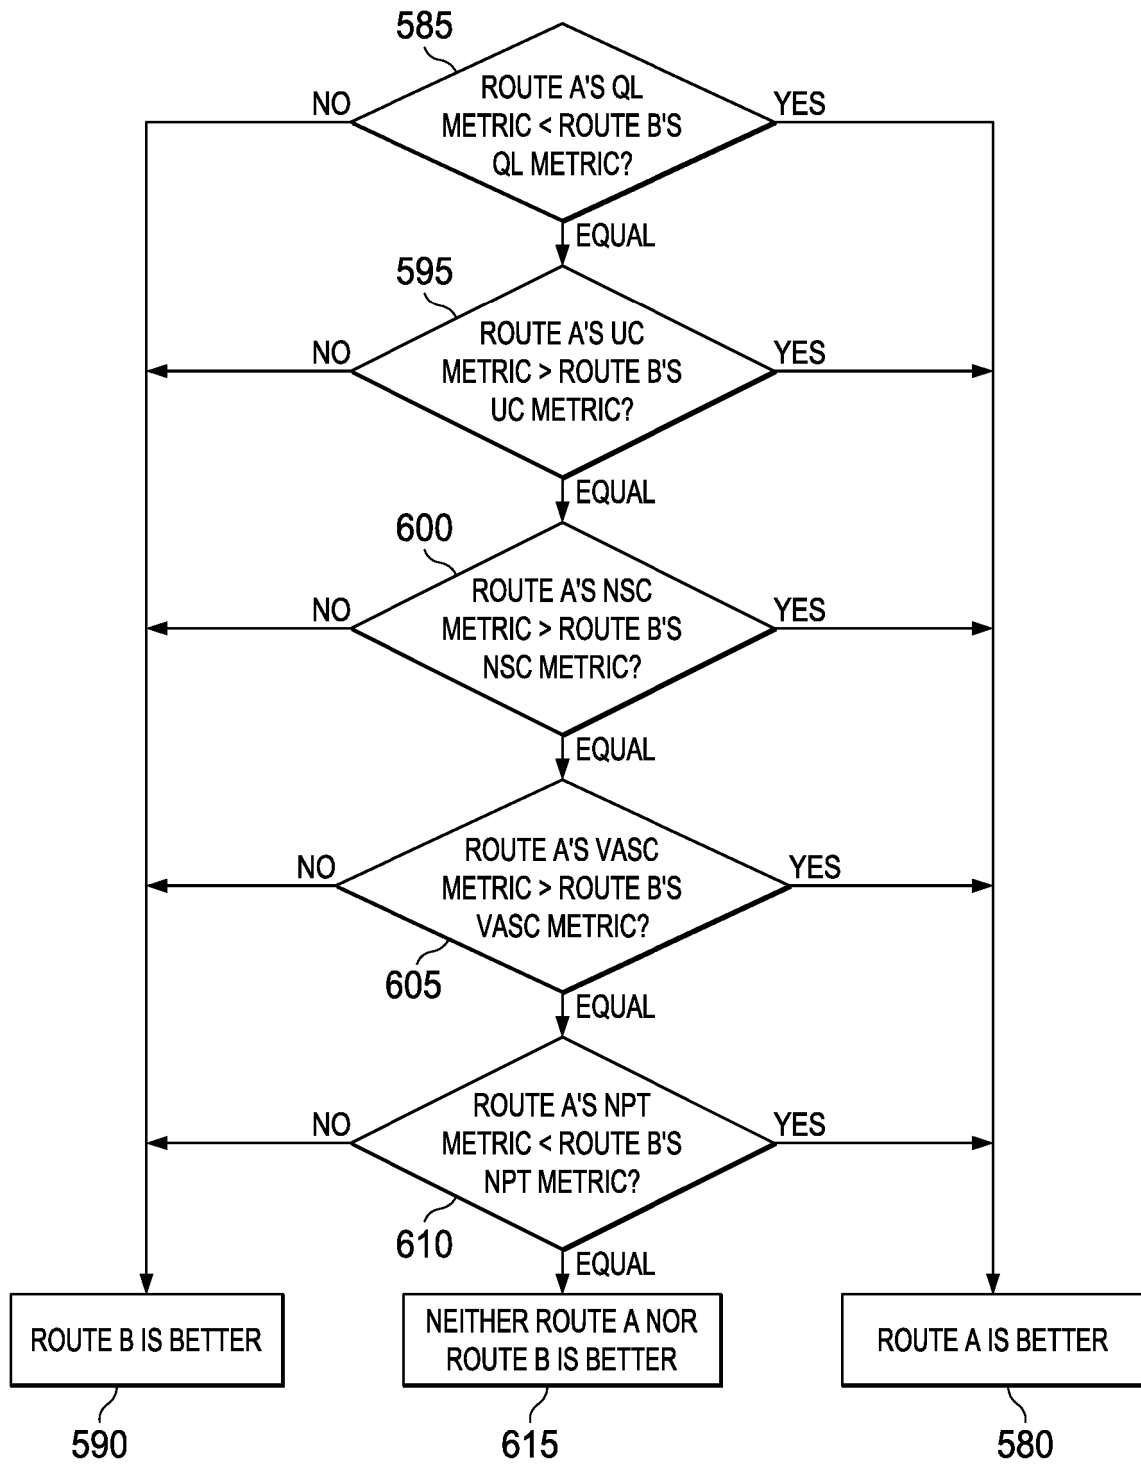 585
ROUTE A'S QL
METRIC < ROUTE B'S
QL METRIC?
NO
YES
EQUAL
595
ROUTE A'S UC
METRIC > ROUTE B'S
UC METRIC?
NO
YES
EQUAL
600
ROUTE A'S NSC
METRIC > ROUTE B'S
NSC METRIC?
NO
YES
EQUAL
ROUTE A'S VASC
METRIC > ROUTE B'S
VASC METRIC?
NO
YES
605
EQUAL
ROUTE A'S NPT
METRIC < ROUTE B'S
NPT METRIC?
NO
YES
610
EQUAL
ROUTE B IS BETTER
NEITHER ROUTE A NOR
ROUTE B IS BETTER
ROUTE A IS BETTER
590
615
580